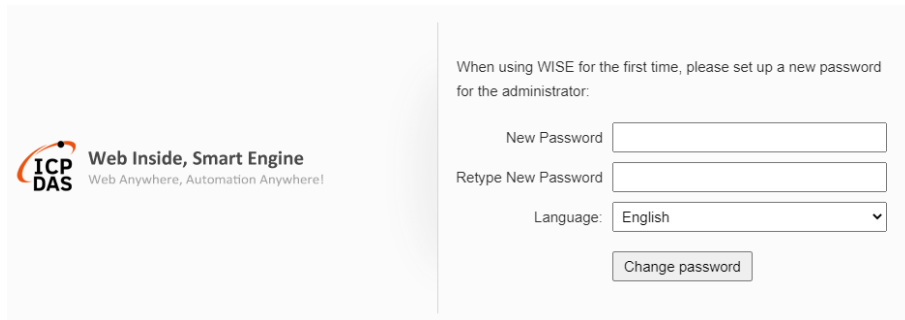 ICP
DAS
Web Inside, Smart Engine
Web Anywhere, Automation Anywhere!
When using WISE for the first time, please set up a new password
for the administrator:
New Password
Retype New Password
Language: English
Change password